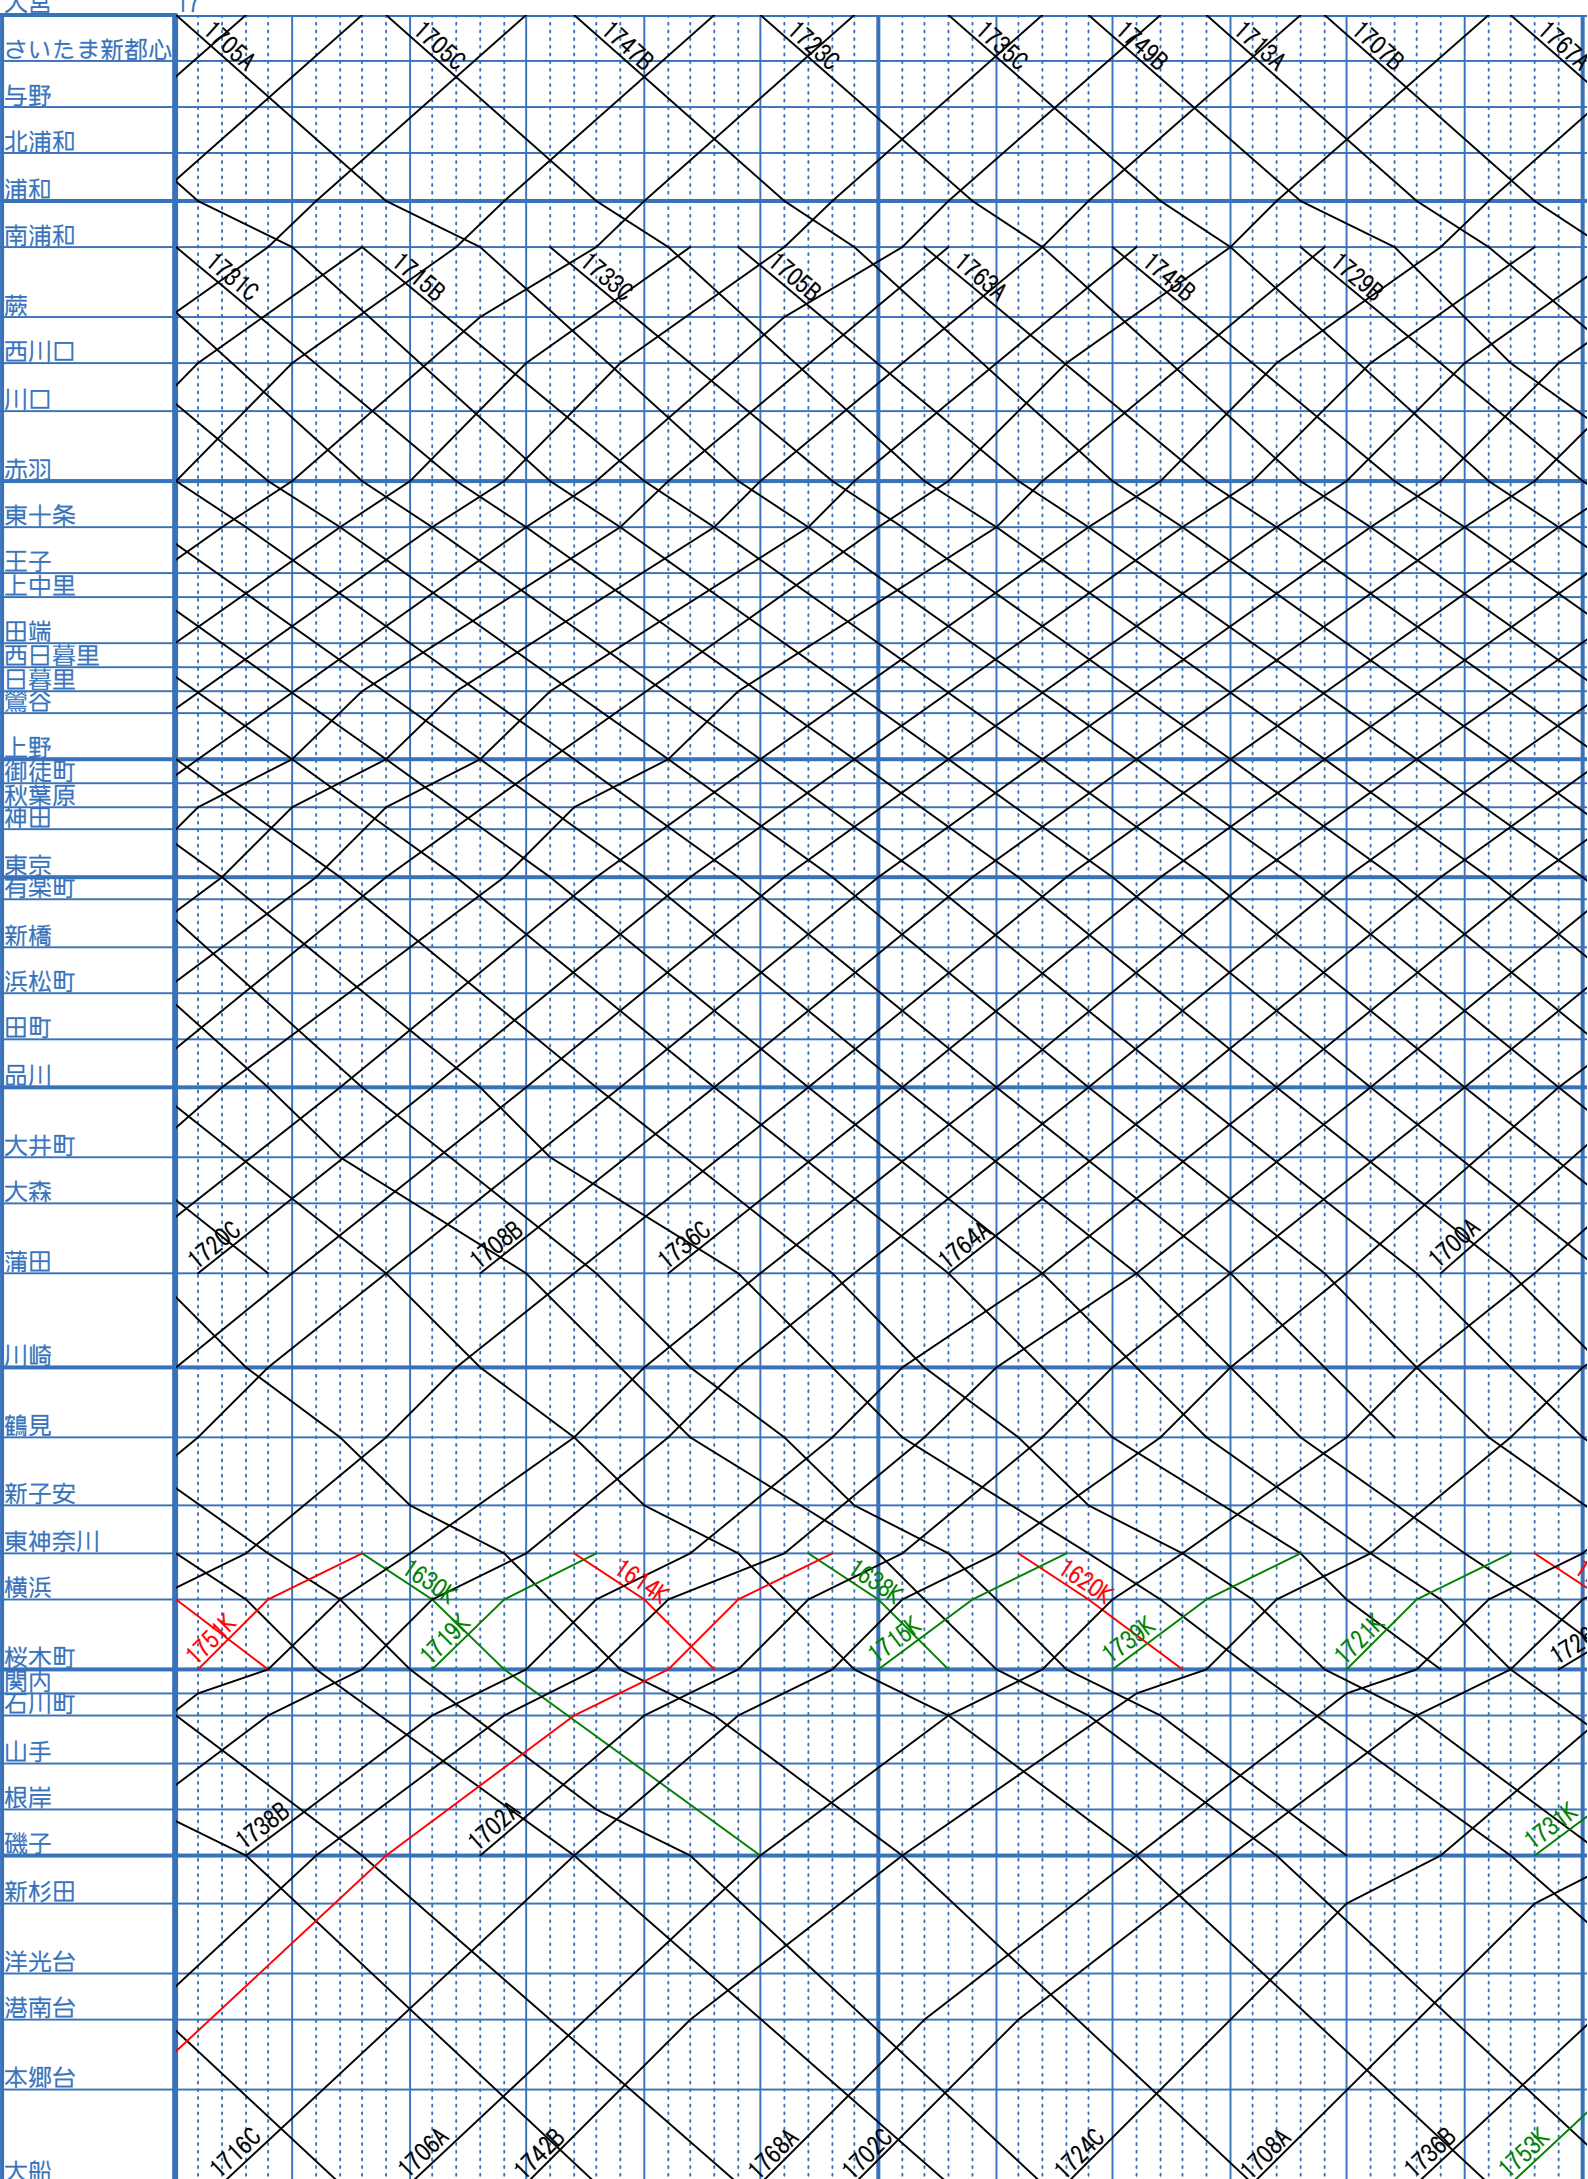 大宮 17
さいたま新都心 1705A 1705C 1747B 1723C 1735C 1749B 1713A 1707B 1767A
与野
北浦和
浦和
南浦和
蕨 1731C 1715B 1733C 1705B 1763A 1745B 1729B
西川口
川口
赤羽
東十条
王子
上中里
田端
西日暮里
日暮里
鶯谷
上野
御徒町
秋葉原
神田
東京
有楽町
新橋
浜松町
田町
品川
大井町
大森
蒲田 1720C 1708B 1736C 1764A 1700A
川崎
鶴見
新子安
東神奈川
横浜 1630K 1614K 1638K 1620K
桜木町 1751K 1719K 1715K 1739K 1721K
関内
石川町
山手
根岸
磯子 1738B 1702A 1731K
新杉田
洋光台
港南台
本郷台
大船 1716C 1706A 1742B 1768A 1702C 1724C 1708A 1736B 1753K